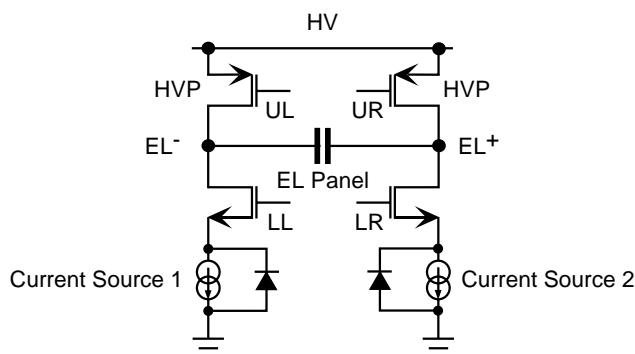 HV
HVP
HVP
UL
UR
EL-
EL+
EL Panel
LL
LR
Current Source 1
Current Source 2